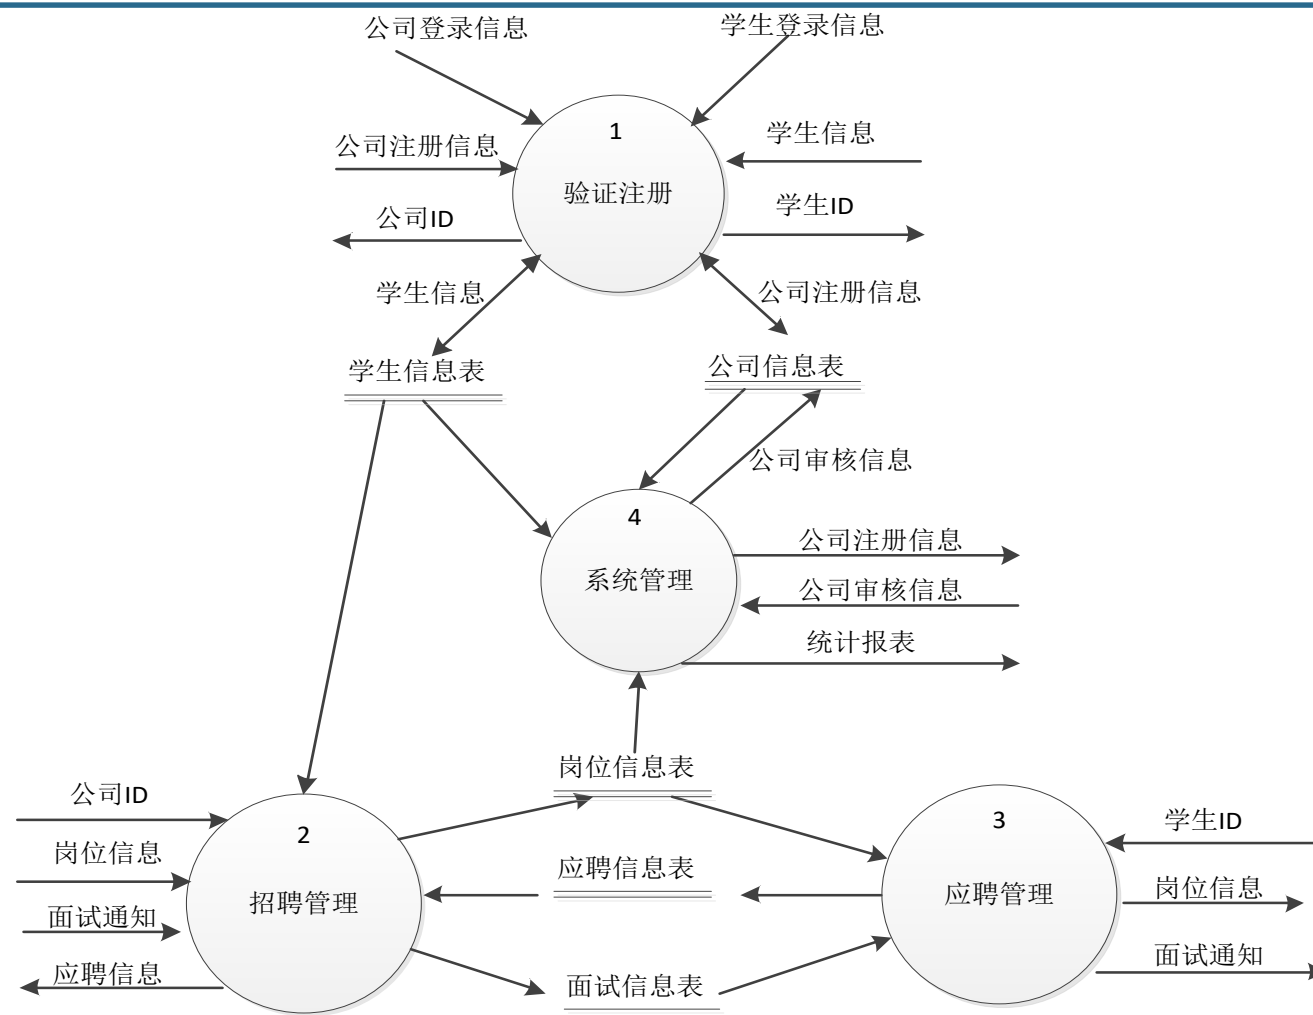 公司登录信息
学生登录信息
1
验证注册
公司注册信息
学生信息
公司ID
学生ID
学生信息
公司注册信息
学生信息表
公司信息表
公司审核信息
4
系统管理
公司注册信息
公司审核信息
统计报表
岗位信息表
公司ID
岗位信息
面试通知
应聘信息
2
招聘管理
应聘信息表
面试信息表
3
应聘管理
学生ID
岗位信息
面试通知